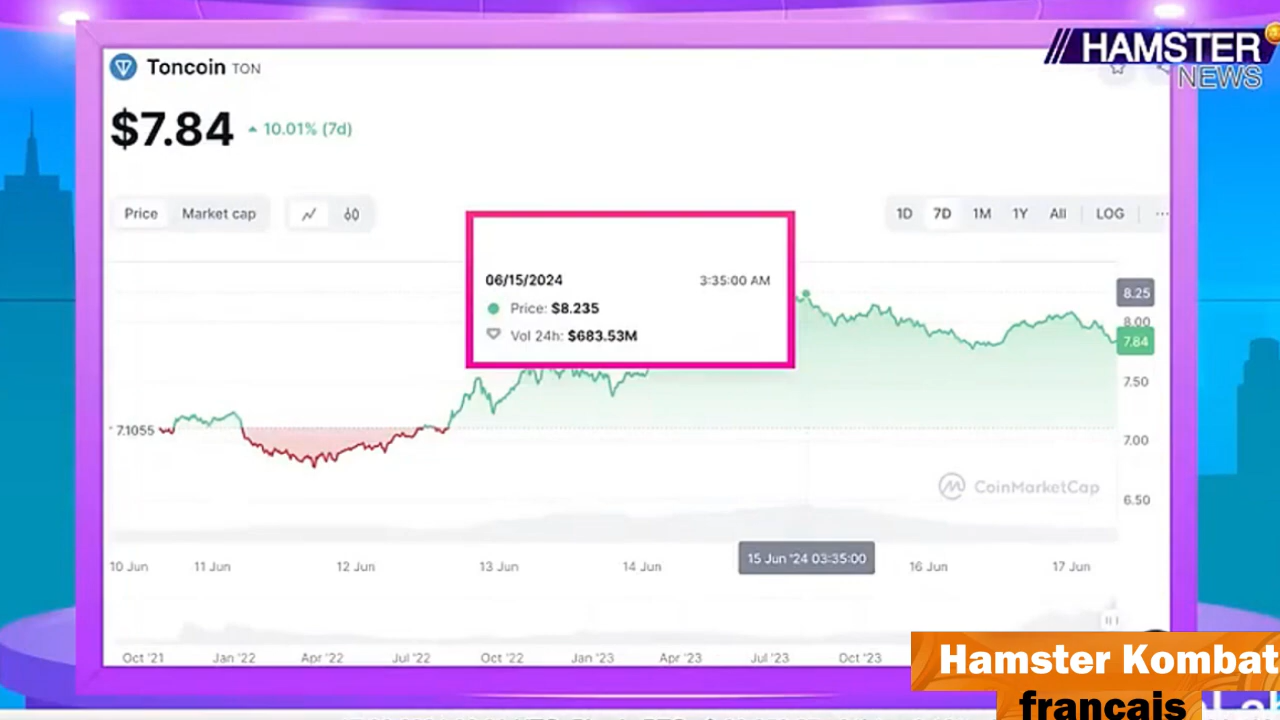 HAMSTER
NEWS
Toncoin TON
$7.84 10.01% (7d)
Price Market cap
1D 7D 1M 1Y All LOG ...
06/15/2024 3:35:00 AM
Price: $8.235
Vol 24h: $683.53M
8.25
8.00
7.84
7.50
7.1055
7.00
CoinMarketCap
6.50
15 Jun '24 03:35:00
10 Jun 11 Jun 12 Jun 13 Jun 14 Jun 16 Jun 17 Jun
Oct '21 Jan '22 Apr '22 Jul '22 Oct '22 Jan '23 Apr '23 Jul '23 Oct '23
Hamster Kombat
français